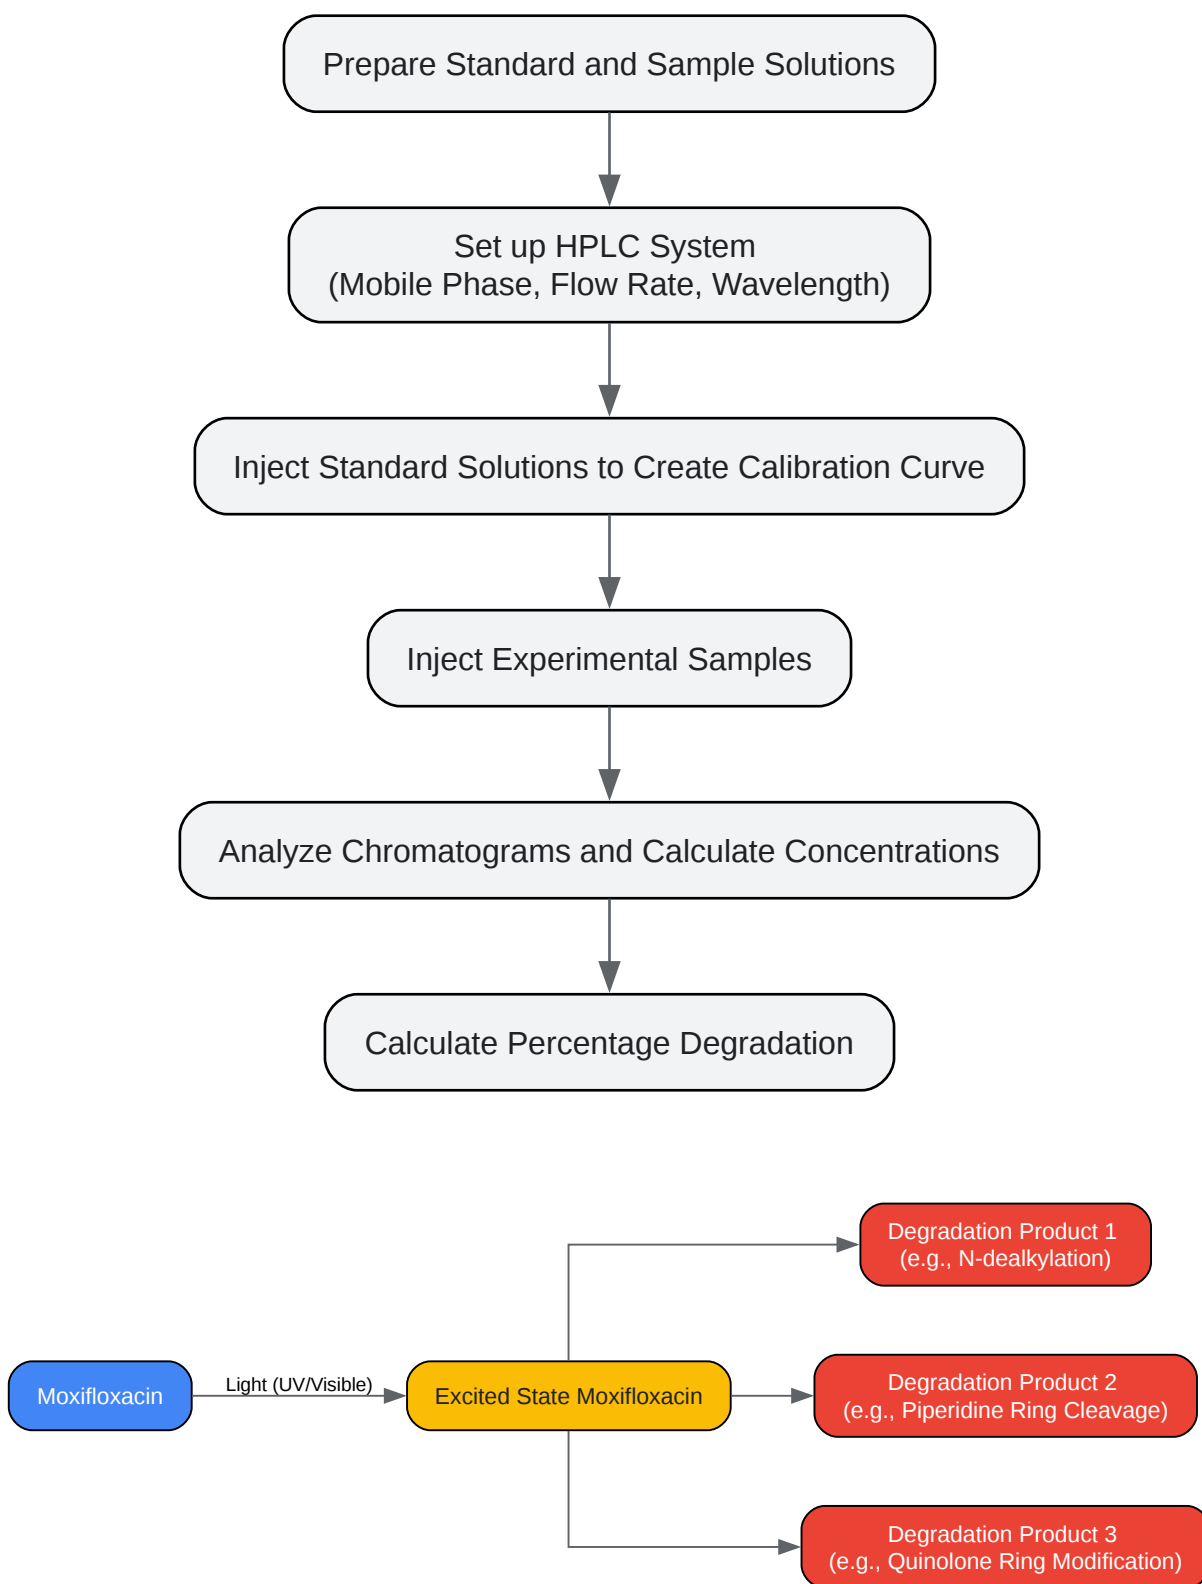 Prepare Standard and Sample Solutions
Set up HPLC System
(Mobile Phase, Flow Rate, Wavelength)
Inject Standard Solutions to Create Calibration Curve
Inject Experimental Samples
Analyze Chromatograms and Calculate Concentrations
Calculate Percentage Degradation
Degradation Product 1
(e.g., N-dealkylation)
Moxifloxacin
Light (UV/Visible)
Excited State Moxifloxacin
Degradation Product 2
(e.g., Piperidine Ring Cleavage)
Degradation Product 3
(e.g., Quinolone Ring Modification)